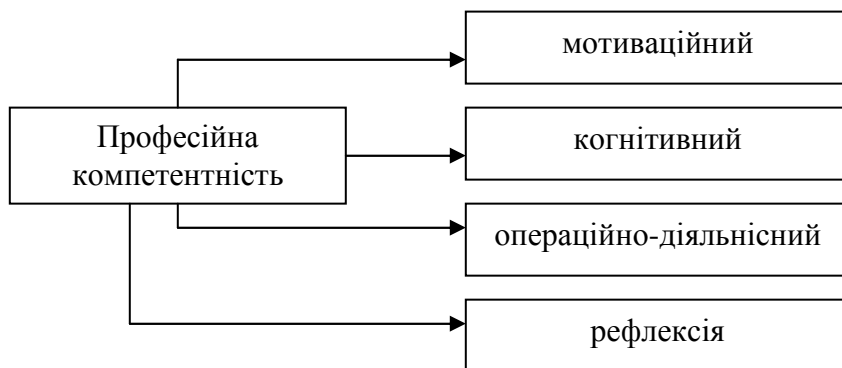 мотиваційний
Професійна
компетентність
когнітивний
операційно-діяльнісний
рефлексія